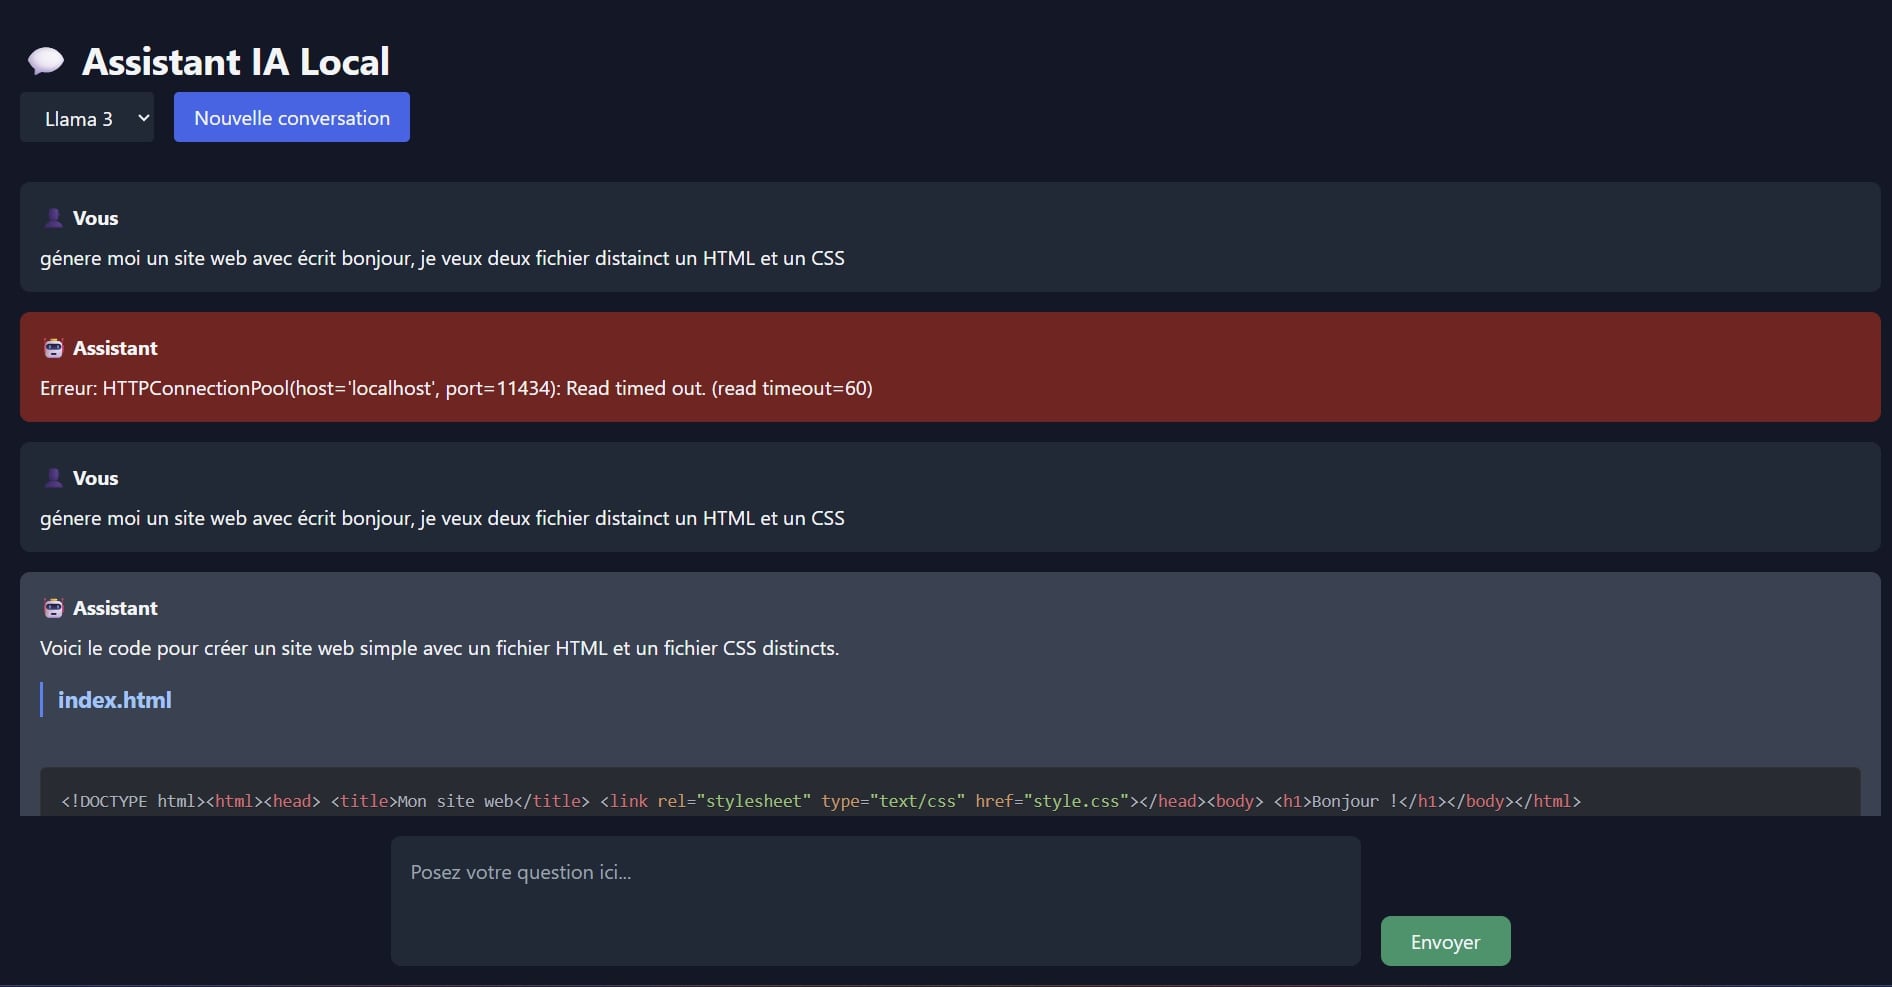 Assistant IA Local
Llama 3
Nouvelle conversation
Vous
génere moi un site web avec écrit bonjour, je veux deux fichier distainct un HTML et un CSS
Assistant
Erreur: HTTPConnectionPool(host='localhost', port=11434): Read timed out. (read timeout=60)
Vous
génere moi un site web avec écrit bonjour, je veux deux fichier distainct un HTML et un CSS
Assistant
Voici le code pour créer un site web simple avec un fichier HTML et un fichier CSS distincts.
index.html
<!DOCTYPE html><html><head> <title>Mon site web</title> <link rel="stylesheet" type="text/css" href="style.css"></head><body> <h1>Bonjour !</h1></body></html>
Posez votre question ici...
Envoyer